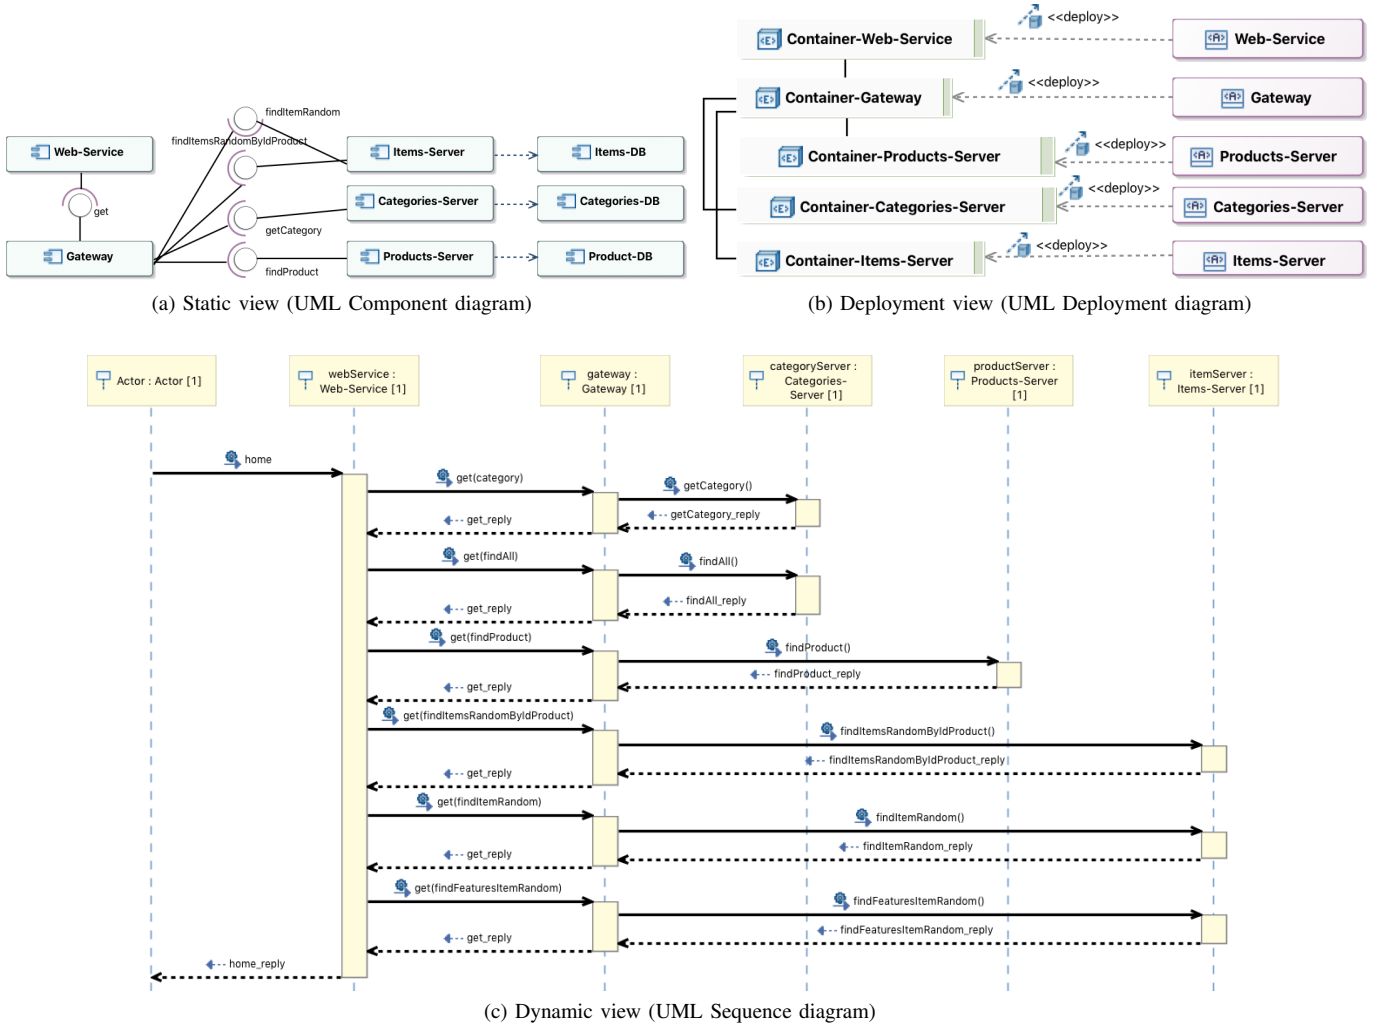 findItemRandom
findItemsRandomByIdProduct
Web-Service
Items-Server
Items-DB
get
Categories-Server
Categories-DB
getCategory
Gateway
Products-Server
Product-DB
findProduct
(a) Static view (UML Component diagram)
<<deploy>>
Container-Web-Service
Web-Service
<<deploy>>
Container-Gateway
Gateway
<<deploy>>
Container-Products-Server
Products-Server
<<deploy>>
Container-Categories-Server
Categories-Server
<<deploy>>
Container-Items-Server
Items-Server
(b) Deployment view (UML Deployment diagram)
Actor : Actor [1]
webService :
Web-Service [1]
gateway :
Gateway [1]
categoryServer :
Categories-
Server [1]
productServer :
Products-Server
[1]
itemServer :
Items-Server [1]
home
get(category)
getCategory()
getCategory_reply
get_reply
get(findAll)
findAll()
findAll_reply
get_reply
get(findProduct)
findProduct()
findProduct_reply
get_reply
get(findItemsRandomByIdProduct)
findItemsRandomByIdProduct()
findItemsRandomByIdProduct_reply
get_reply
get(findItemRandom)
findItemRandom()
findItemRandom_reply
get_reply
get(findFeaturesItemRandom)
findFeaturesItemRandom()
findFeaturesItemRandom_reply
get_reply
home_reply
(c) Dynamic view (UML Sequence diagram)